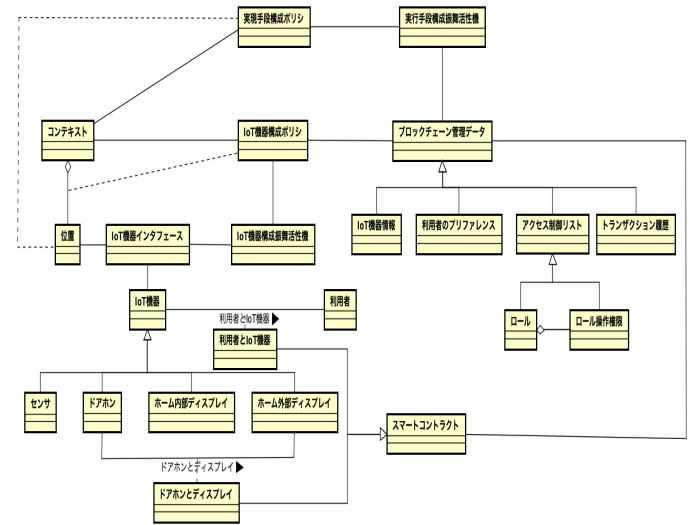 実現手段構成ポリシ
実行手段構成振舞活性機
コンテキスト
IoT機器構成ポリシ
ブロックチェーン管理データ
位置
IoT機器インタフェース
IoT機器構成振舞活性機
IoT機器情報
利用者のプリファレンス
アクセス制御リスト
トランザクション履歴
IoT機器
利用者
利用者とIoT機器 ▶
利用者とIoT機器
ロール
ロール操作権限
センサ
ドアホン
ホーム内部ディスプレイ
ホーム外部ディスプレイ
スマートコントラクト
ドアホンとディスプレイ ▶
ドアホンとディスプレイ